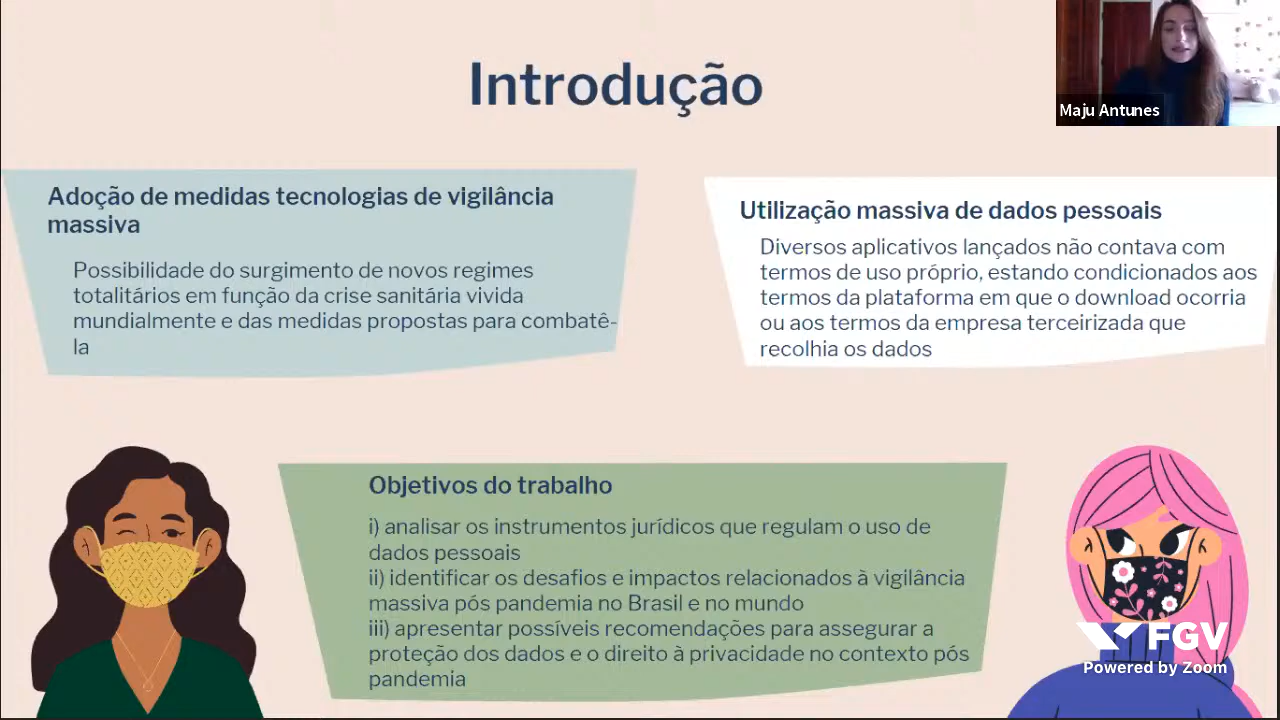 Introdução
Maju Antunes
Adoção de medidas tecnologias de vigilância
massiva
Possibilidade do surgimento de novos regimes
totalitários em função da crise sanitária vivida
mundialmente e das medidas propostas para combatê-
la
Utilização massiva de dados pessoais
Diversos aplicativos lançados não contava com
termos de uso próprio, estando condicionados aos
termos da plataforma em que o download ocorria
ou aos termos da empresa terceirizada que
recolhia os dados
Objetivos do trabalho
i) analisar os instrumentos jurídicos que regulam o uso de
dados pessoais
ii) identificar os desafios e impactos relacionados à vigilância
massiva pós pandemia no Brasil e no mundo
iii) apresentar possíveis recomendações para assegurar a
proteção dos dados e o direito à privacidade no contexto pós
pandemia
FGV
Powered by Zoom